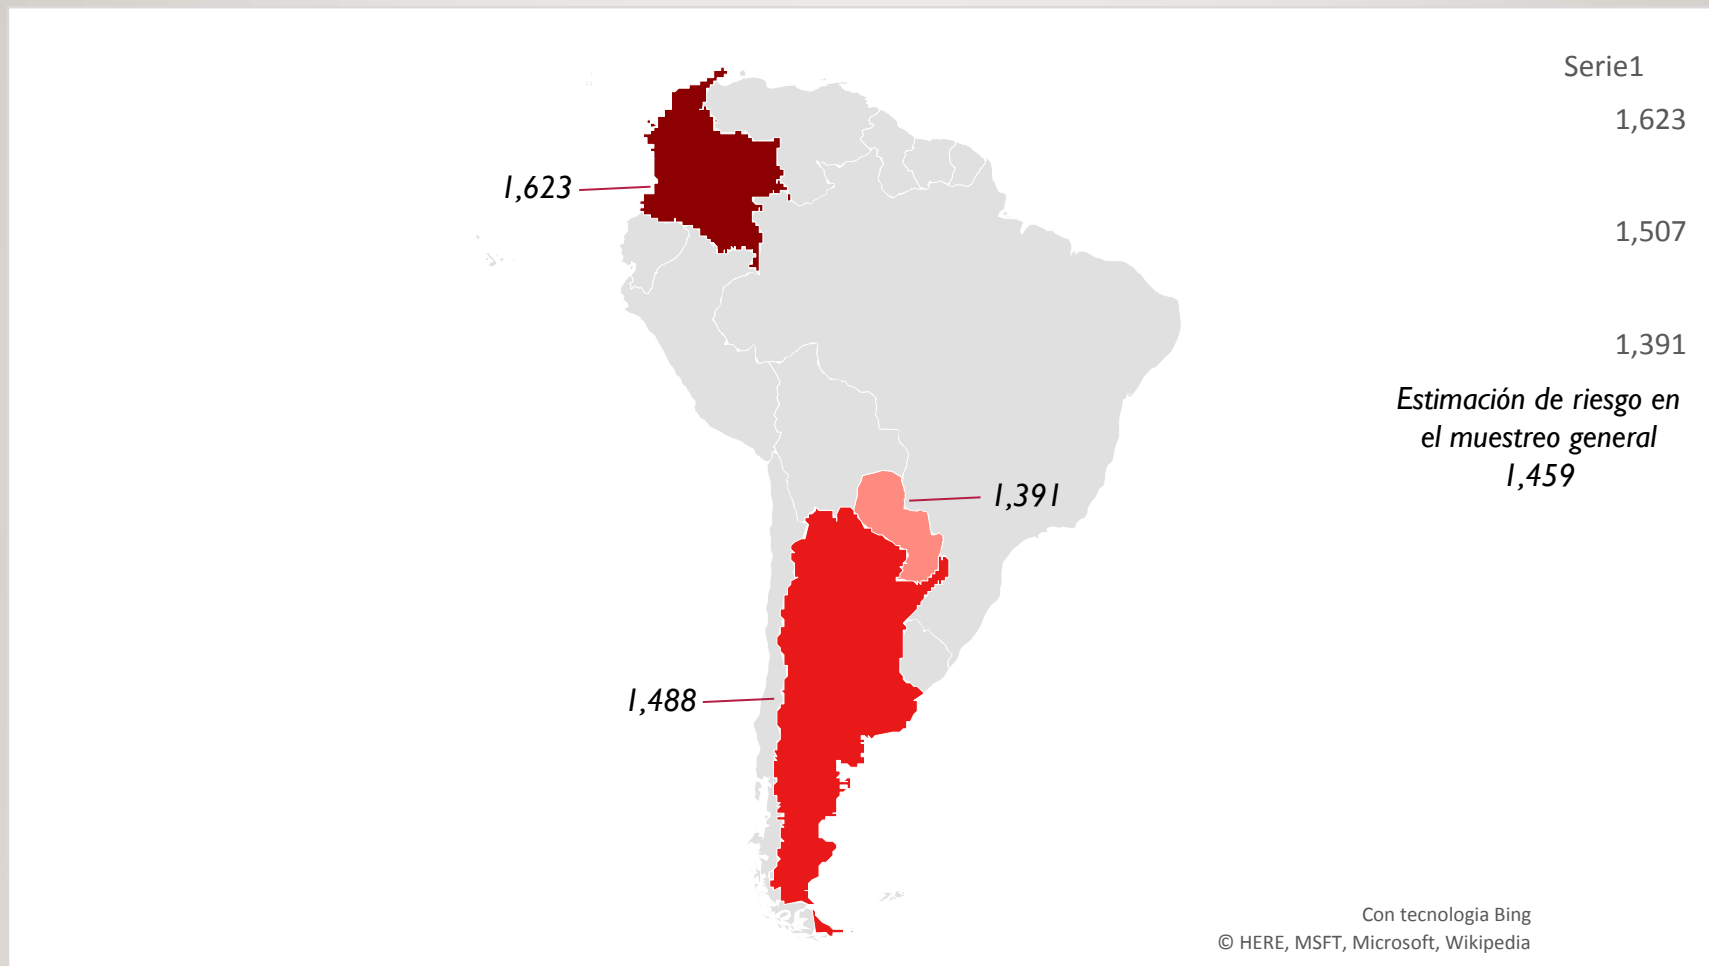 Serie1
1,623
1,623
1,507
1,391
Estimación de riesgo en
el muestreo general
1,459
1,391
1,488
Con tecnologia Bing
© HERE, MSFT, Microsoft, Wikipedia